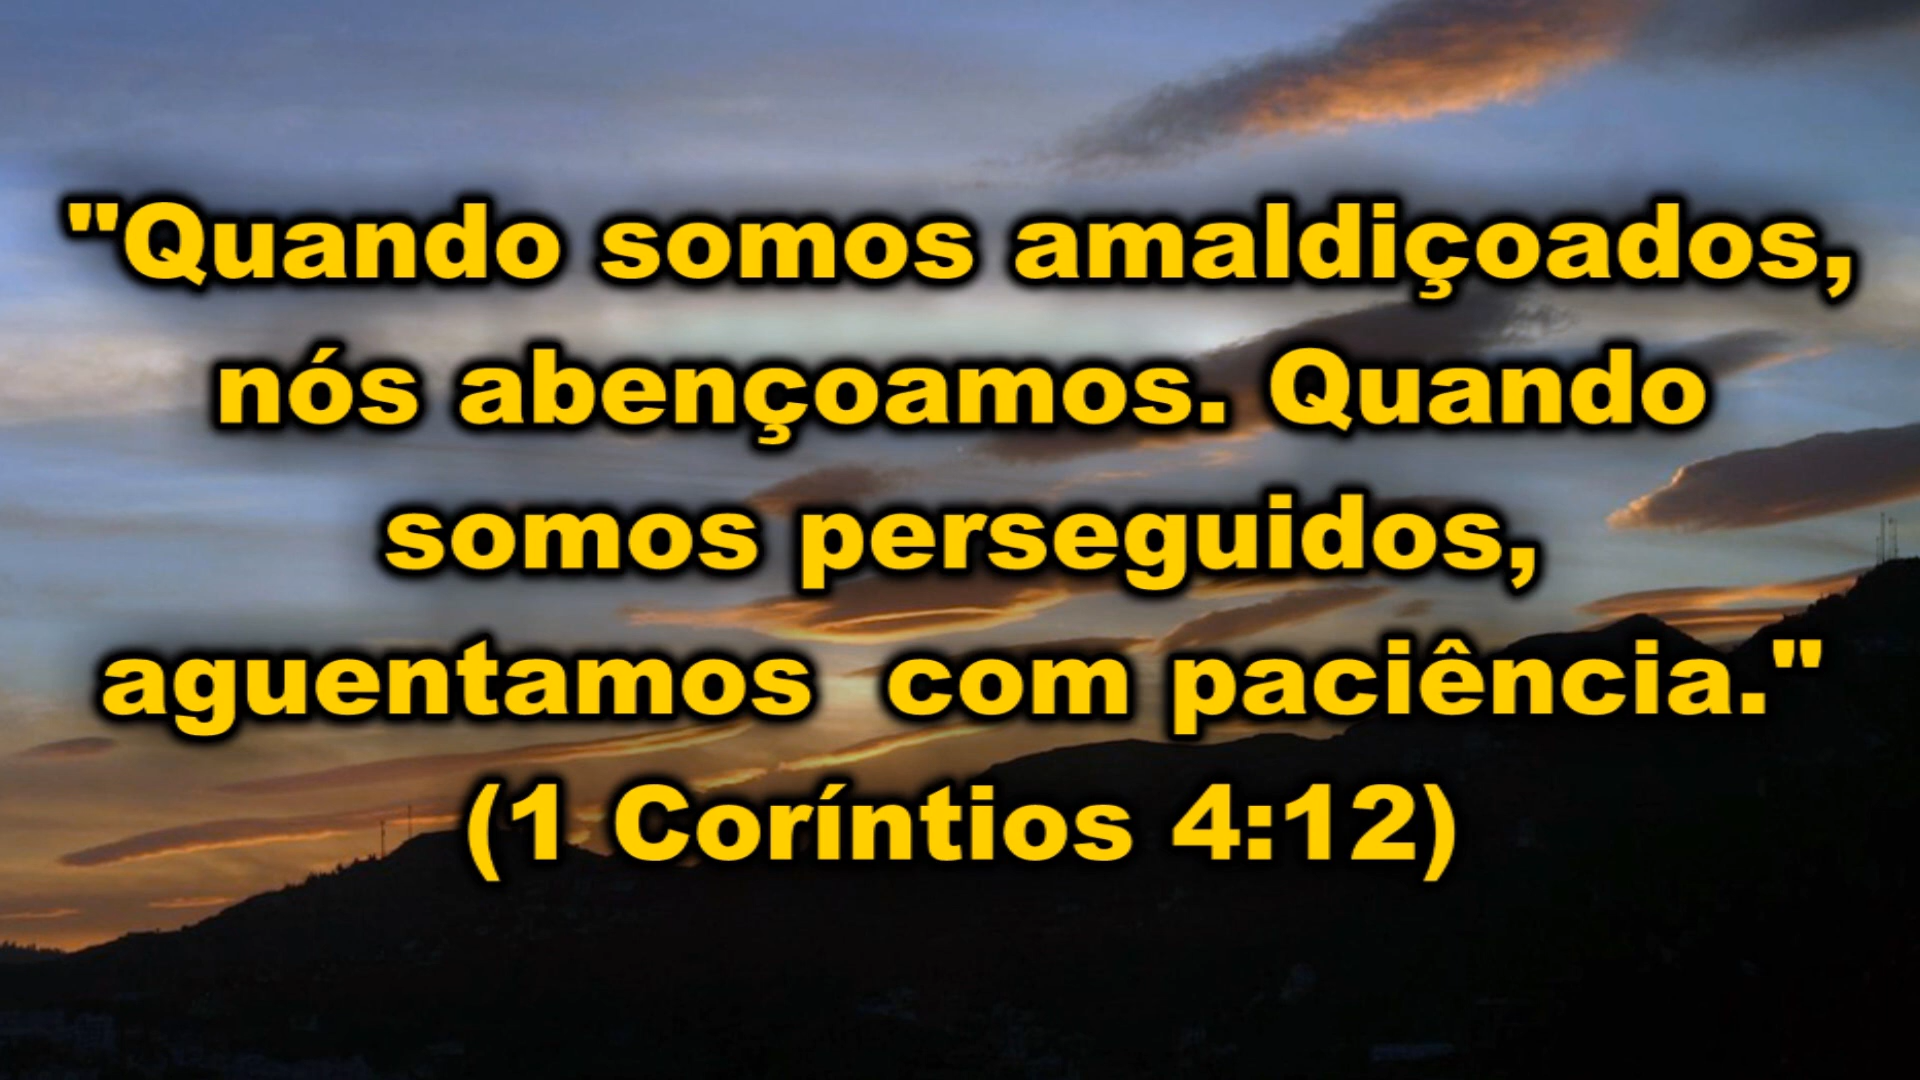 "Quando somos amaldiçoados,
nós abençoamos. Quando
somos perseguidos,
aguentamos  com paciência."
(1 Coríntios 4:12)